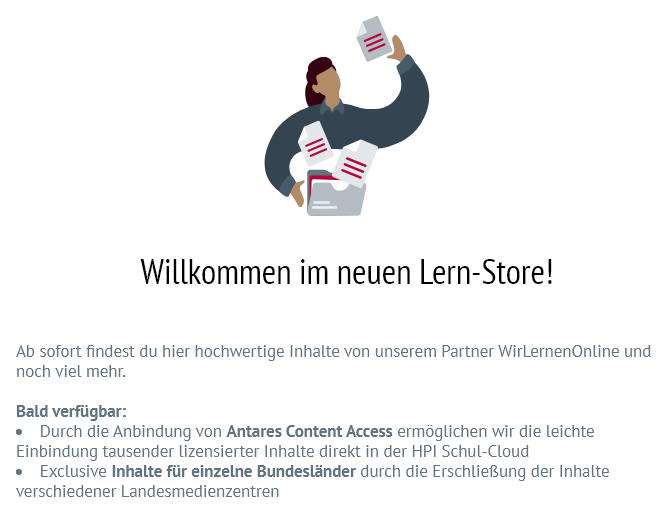 Willkommen im neuen Lern-Store!
Ab sofort findest du hier hochwertige Inhalte von unserem Partner WirLernenOnline und
noch viel mehr.
Bald verfügbar:
• Durch die Anbindung von Antares Content Access ermöglichen wir die leichte
Einbindung tausender lizensierter Inhalte direkt in der HPI Schul-Cloud
• Exclusive Inhalte für einzelne Bundesländer durch die Erschließung der Inhalte
verschiedener Landesmedienzentren